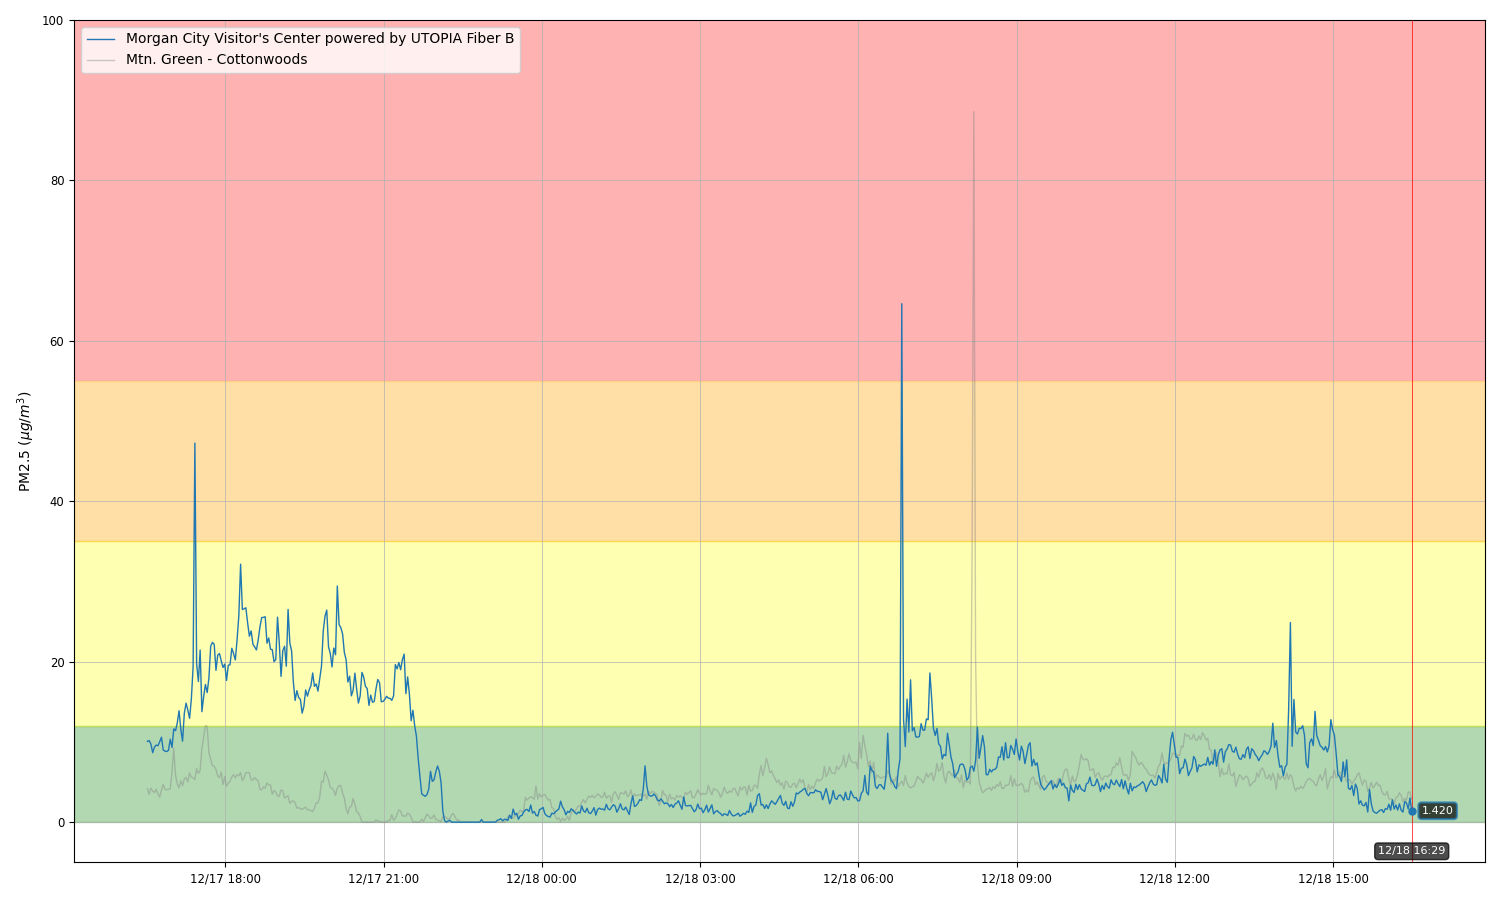 100
Morgan City Visitor's Center powered by UTOPIA Fiber B
Mtn. Green - Cottonwoods
80
60
PM2.5 (μg/m³)
40
20
1.420
0
12/18 16:29
12/17 18:00 12/17 21:00 12/18 00:00 12/18 03:00 12/18 06:00 12/18 09:00 12/18 12:00 12/18 15:00